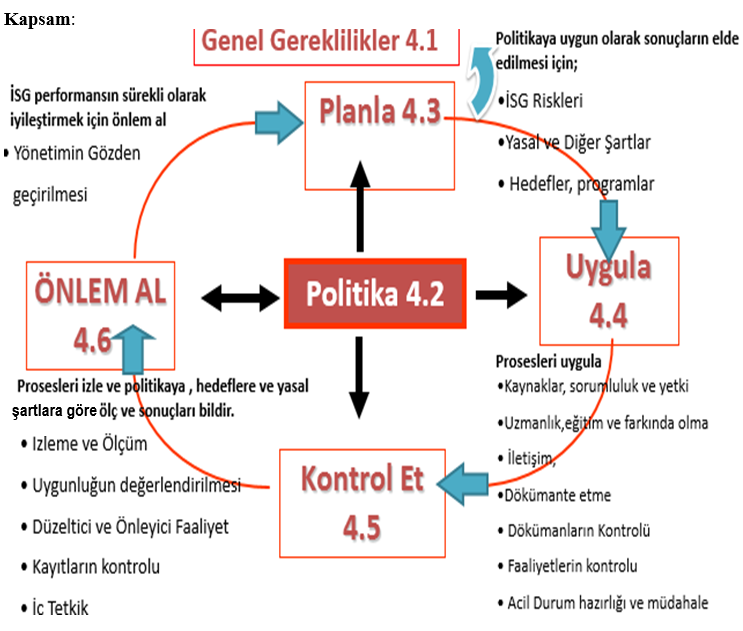 Kapsam:
Genel Gereklilikler 4.1
Politikaya uygun olarak sonuçların elde
edilmesi için;
•İSG Riskleri
•Yasal ve Diğer Şartlar
• Hedefler, programlar
İSG performansın sürekli olarak
iyileştirmek için önlem al
• Yönetimin Gözden
geçirilmesi
Planla 4.3
ÖNLEM AL
4.6
Politika 4.2
Uygula
4.4
Prosesleri uygula
•Kaynaklar, sorumluluk ve yetki
•Uzmanlık,eğitim ve farkında olma
• İletişim,
•Dökümante etme
• Dökümanların Kontrolü
• Faaliyetlerin kontrolu
• Acil Durum hazırlığı ve müdahale
Kontrol Et
4.5
Prosesleri izle ve politikaya , hedeflere ve yasal
şartlara göre ölç ve sonuçları bildir.
• Izleme ve Ölçüm
• Uygunluğun değerlendirilmesi
• Düzeltici ve Önleyici Faaliyet
• Kayıtların kontrolu
• İç Tetkik